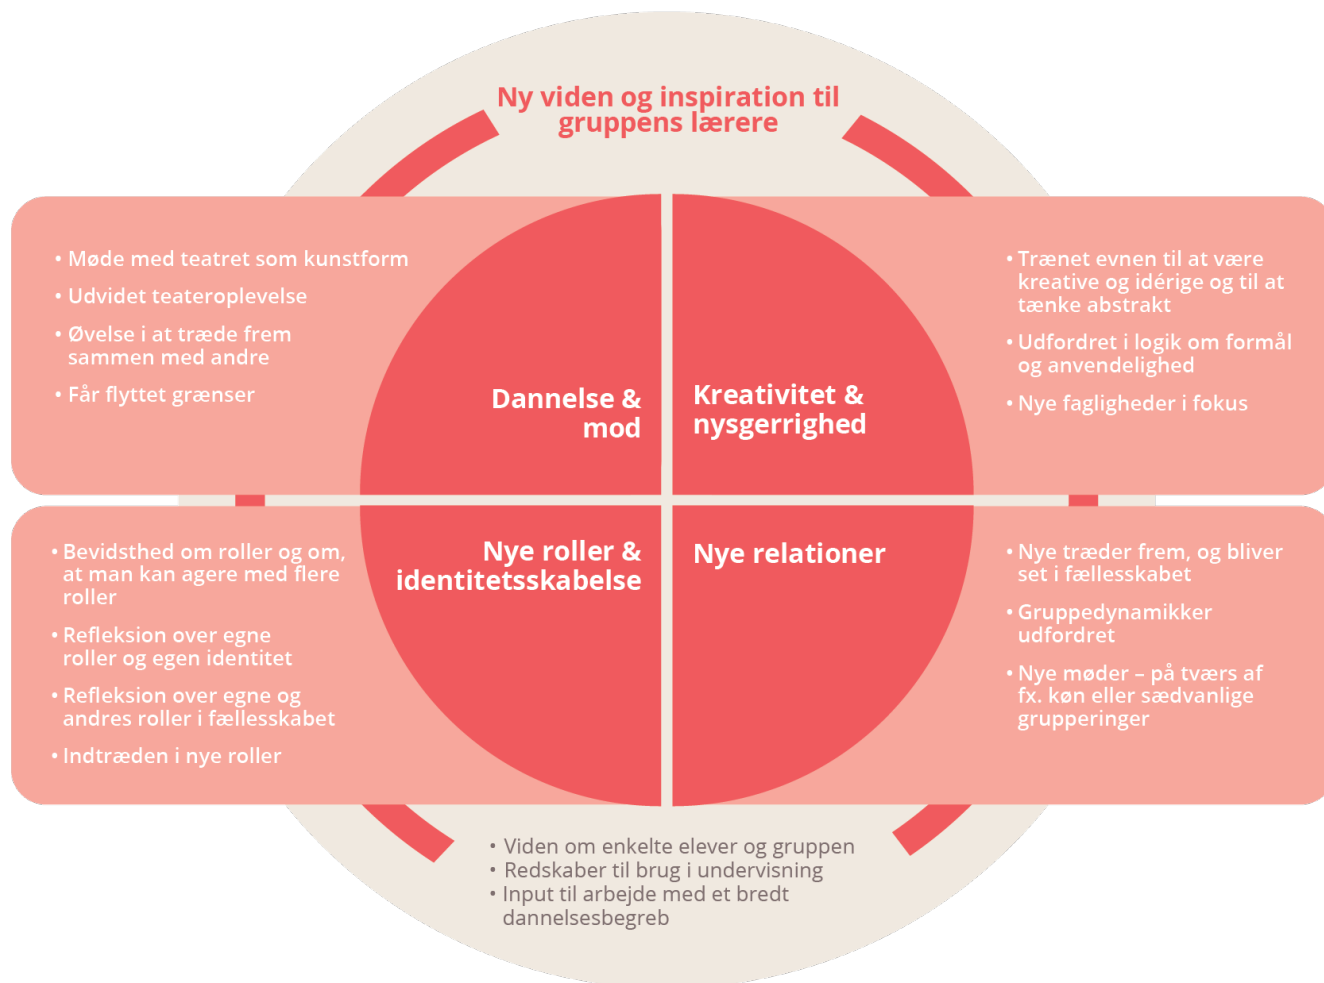 Ny viden og inspiration til
gruppens lærere
• Møde med teatret som kunstform
• Udvidet teateroplevelse
• Øvelse i at træde frem
sammen med andre
• Får flyttet grænser
Dannelse &
mod
Kreativitet &
nysgerrighed
• Trænet evnen til at være
kreative og idérige og til at
tænke abstrakt
• Udfordret i logik om formål
og anvendelighed
• Nye fagligheder i fokus
• Bevidsthed om roller og om,
at man kan agere med flere
roller
• Refleksion over egne
roller og egen identitet
• Refleksion over egne og
andres roller i fællesskabet
• Indtræden i nye roller
Nye roller &
identitetsskabelse
Nye relationer
• Nye træder frem, og bliver
set i fællesskabet
• Gruppedynamikker
udfordret
• Nye møder – på tværs af
fx. køn eller sædvanlige
grupperinger
• Viden om enkelte elever og gruppen
• Redskaber til brug i undervisning
• Input til arbejde med et bredt
dannelsesbegreb